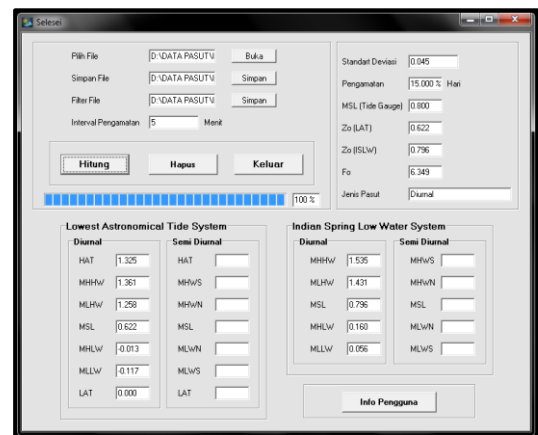 Selesei
Pilih File D:\DATA PASUT\I Buka
Simpan File D:\DATA PASUT\I Simpan
Filter File D:\DATA PASUT\I Simpan
Interval Pengamatan 5 Menit
Hitung Hapus Keluar
100 %
Standart Deviasi 0.045
Pengamatan 15.000 % Hari
MSL (Tide Gauge) 0.800
Zo (LAT) 0.622
Zo (ISLW) 0.796
Fo 6.349
Jenis Pasut Diurnal
Lowest Astronomical Tide System
Diurnal Semi Diurnal
HAT 1.325 HAT
MHHW 1.361 MHWS
MLHW 1.258 MHWN
MSL 0.622 MSL
MHLW -0.013 MLWN
MLLW -0.117 MLWS
LAT 0.000 LAT
Indian Spring Low Water System
Diurnal Semi Diurnal
MHHW 1.535 MHWS
MLHW 1.431 MHWN
MSL 0.796 MSL
MHLW 0.160 MLWN
MLLW 0.056 MLWS
Info Pengguna